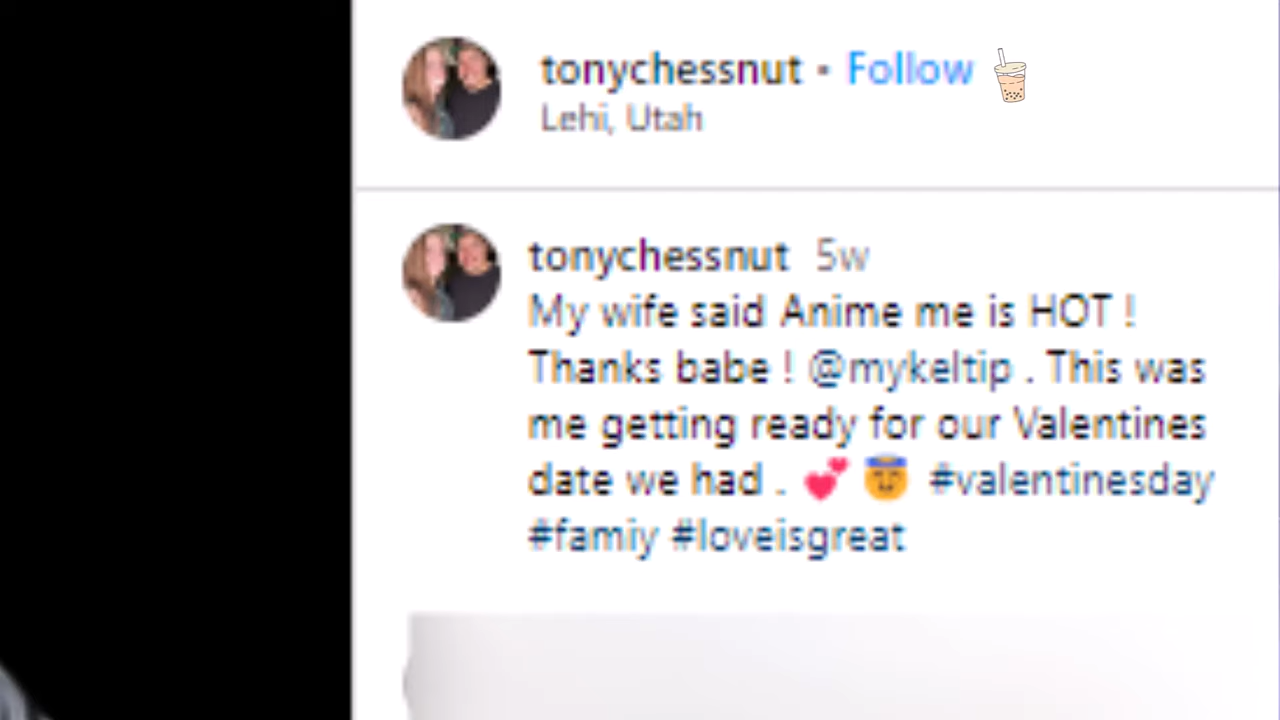 tonychessnut • Follow
Lehi, Utah
tonychessnut 5w
My wife said Anime me is HOT !
Thanks babe ! @mykeltip . This was
me getting ready for our Valentines
date we had . 💕 😇 #valentinesday
#famiy #loveisgreat